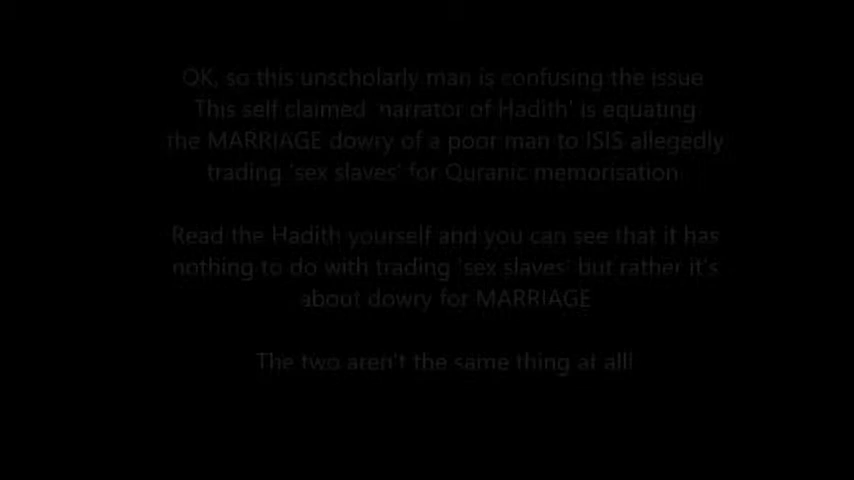 OK, so this unscholarly man is confusing the issue
This self claimed 'narrator of Hadith' is equating
the MARRIAGE dowry of a poor man to ISIS allegedly
trading 'sex slaves' for Quranic memorisation
Read the Hadith yourself and you can see that it has
nothing to do with trading 'sex slaves' but rather it's
about dowry for MARRIAGE
The two aren't the same thing at all!